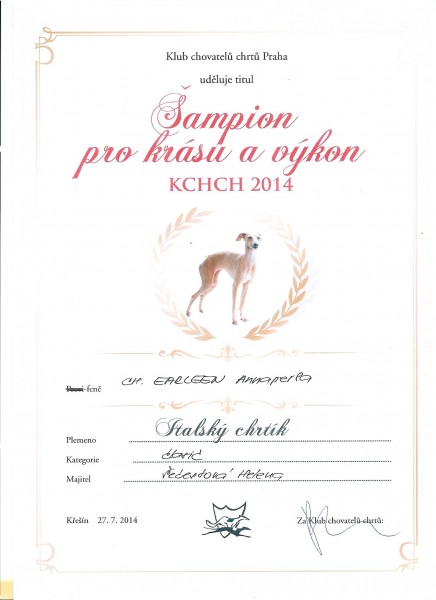 Klub chovatelů chrtů Praha
uděluje titul
Šampion
pro krásu a výkon
KCHCH 2014
feně CH. EARLEEN Annaperla
Plemeno Italský chrtík
Kategorie
Majitel Helena
Křešín 27. 7. 2014 Za Klub chovatelů chrtů: